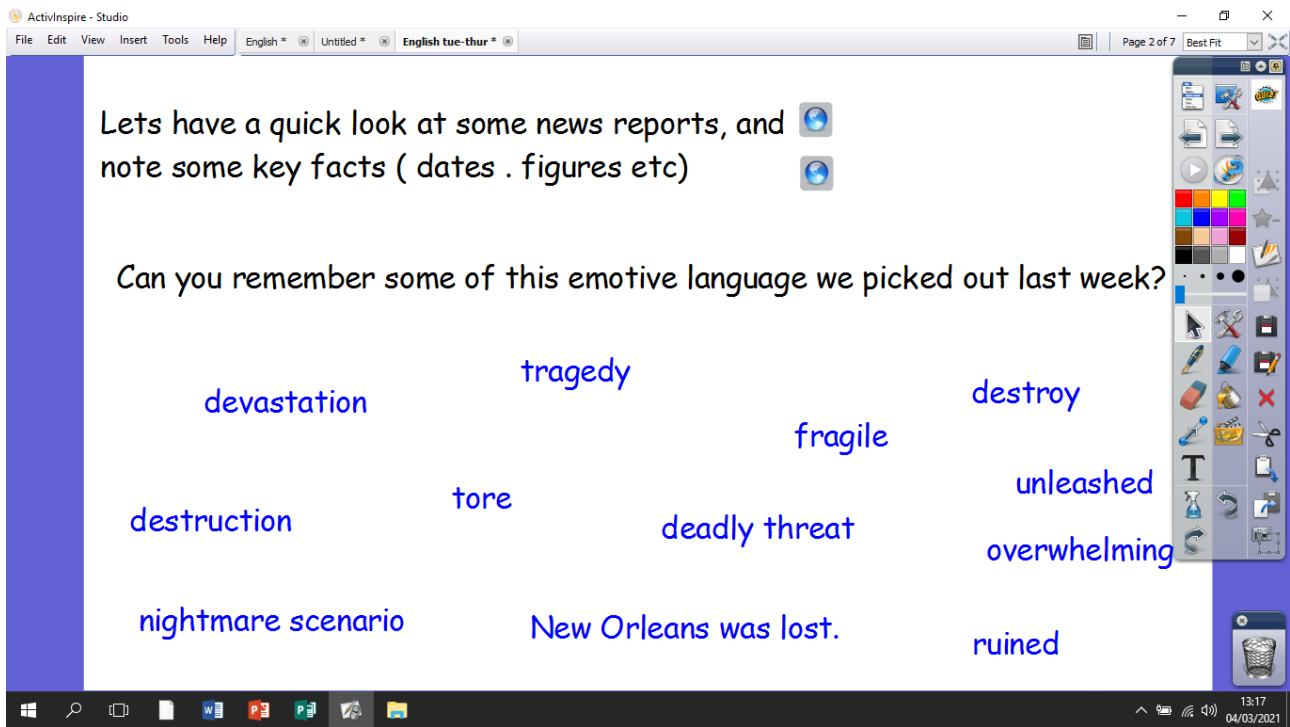 ActivInspire - Studio
File Edit View Insert Tools Help English * Untitled * English tue-thur * Page 2 of 7 Best Fit
Lets have a quick look at some news reports, and
note some key facts ( dates . figures etc)
Can you remember some of this emotive language we picked out last week?
tragedy
devastation
destroy
fragile
unleashed
tore
destruction
deadly threat
overwhelming
nightmare scenario
New Orleans was lost.
ruined
13:17
04/03/2021